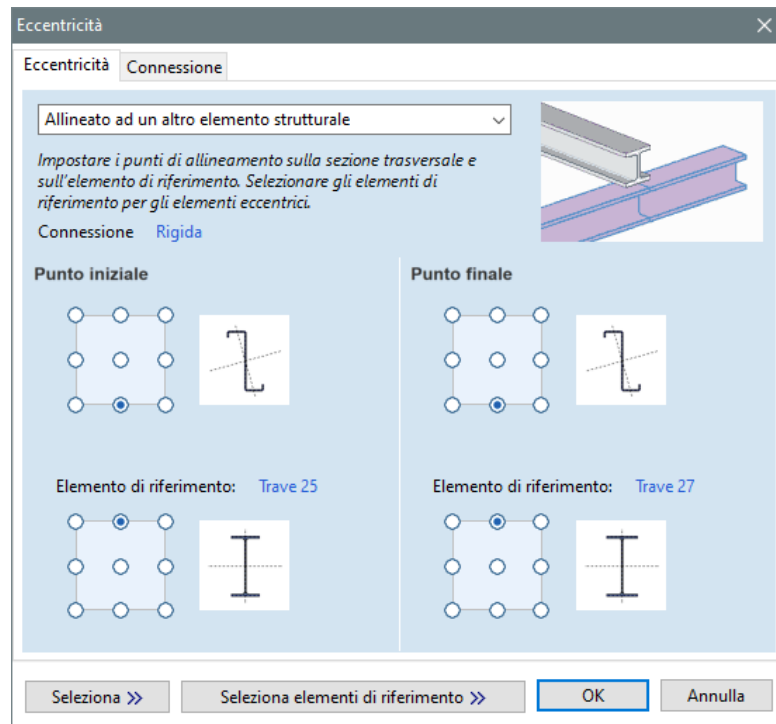 Eccentricità
Eccentricità Connessione
Allineato ad un altro elemento strutturale
Impostare i punti di allineamento sulla sezione trasversale e
sull'elemento di riferimento. Selezionare gli elementi di
riferimento per gli elementi eccentrici.
Connessione Rigida
Punto iniziale
Punto finale
Elemento di riferimento: Trave 25
Elemento di riferimento: Trave 27
Seleziona >> Seleziona elementi di riferimento >> OK Annulla